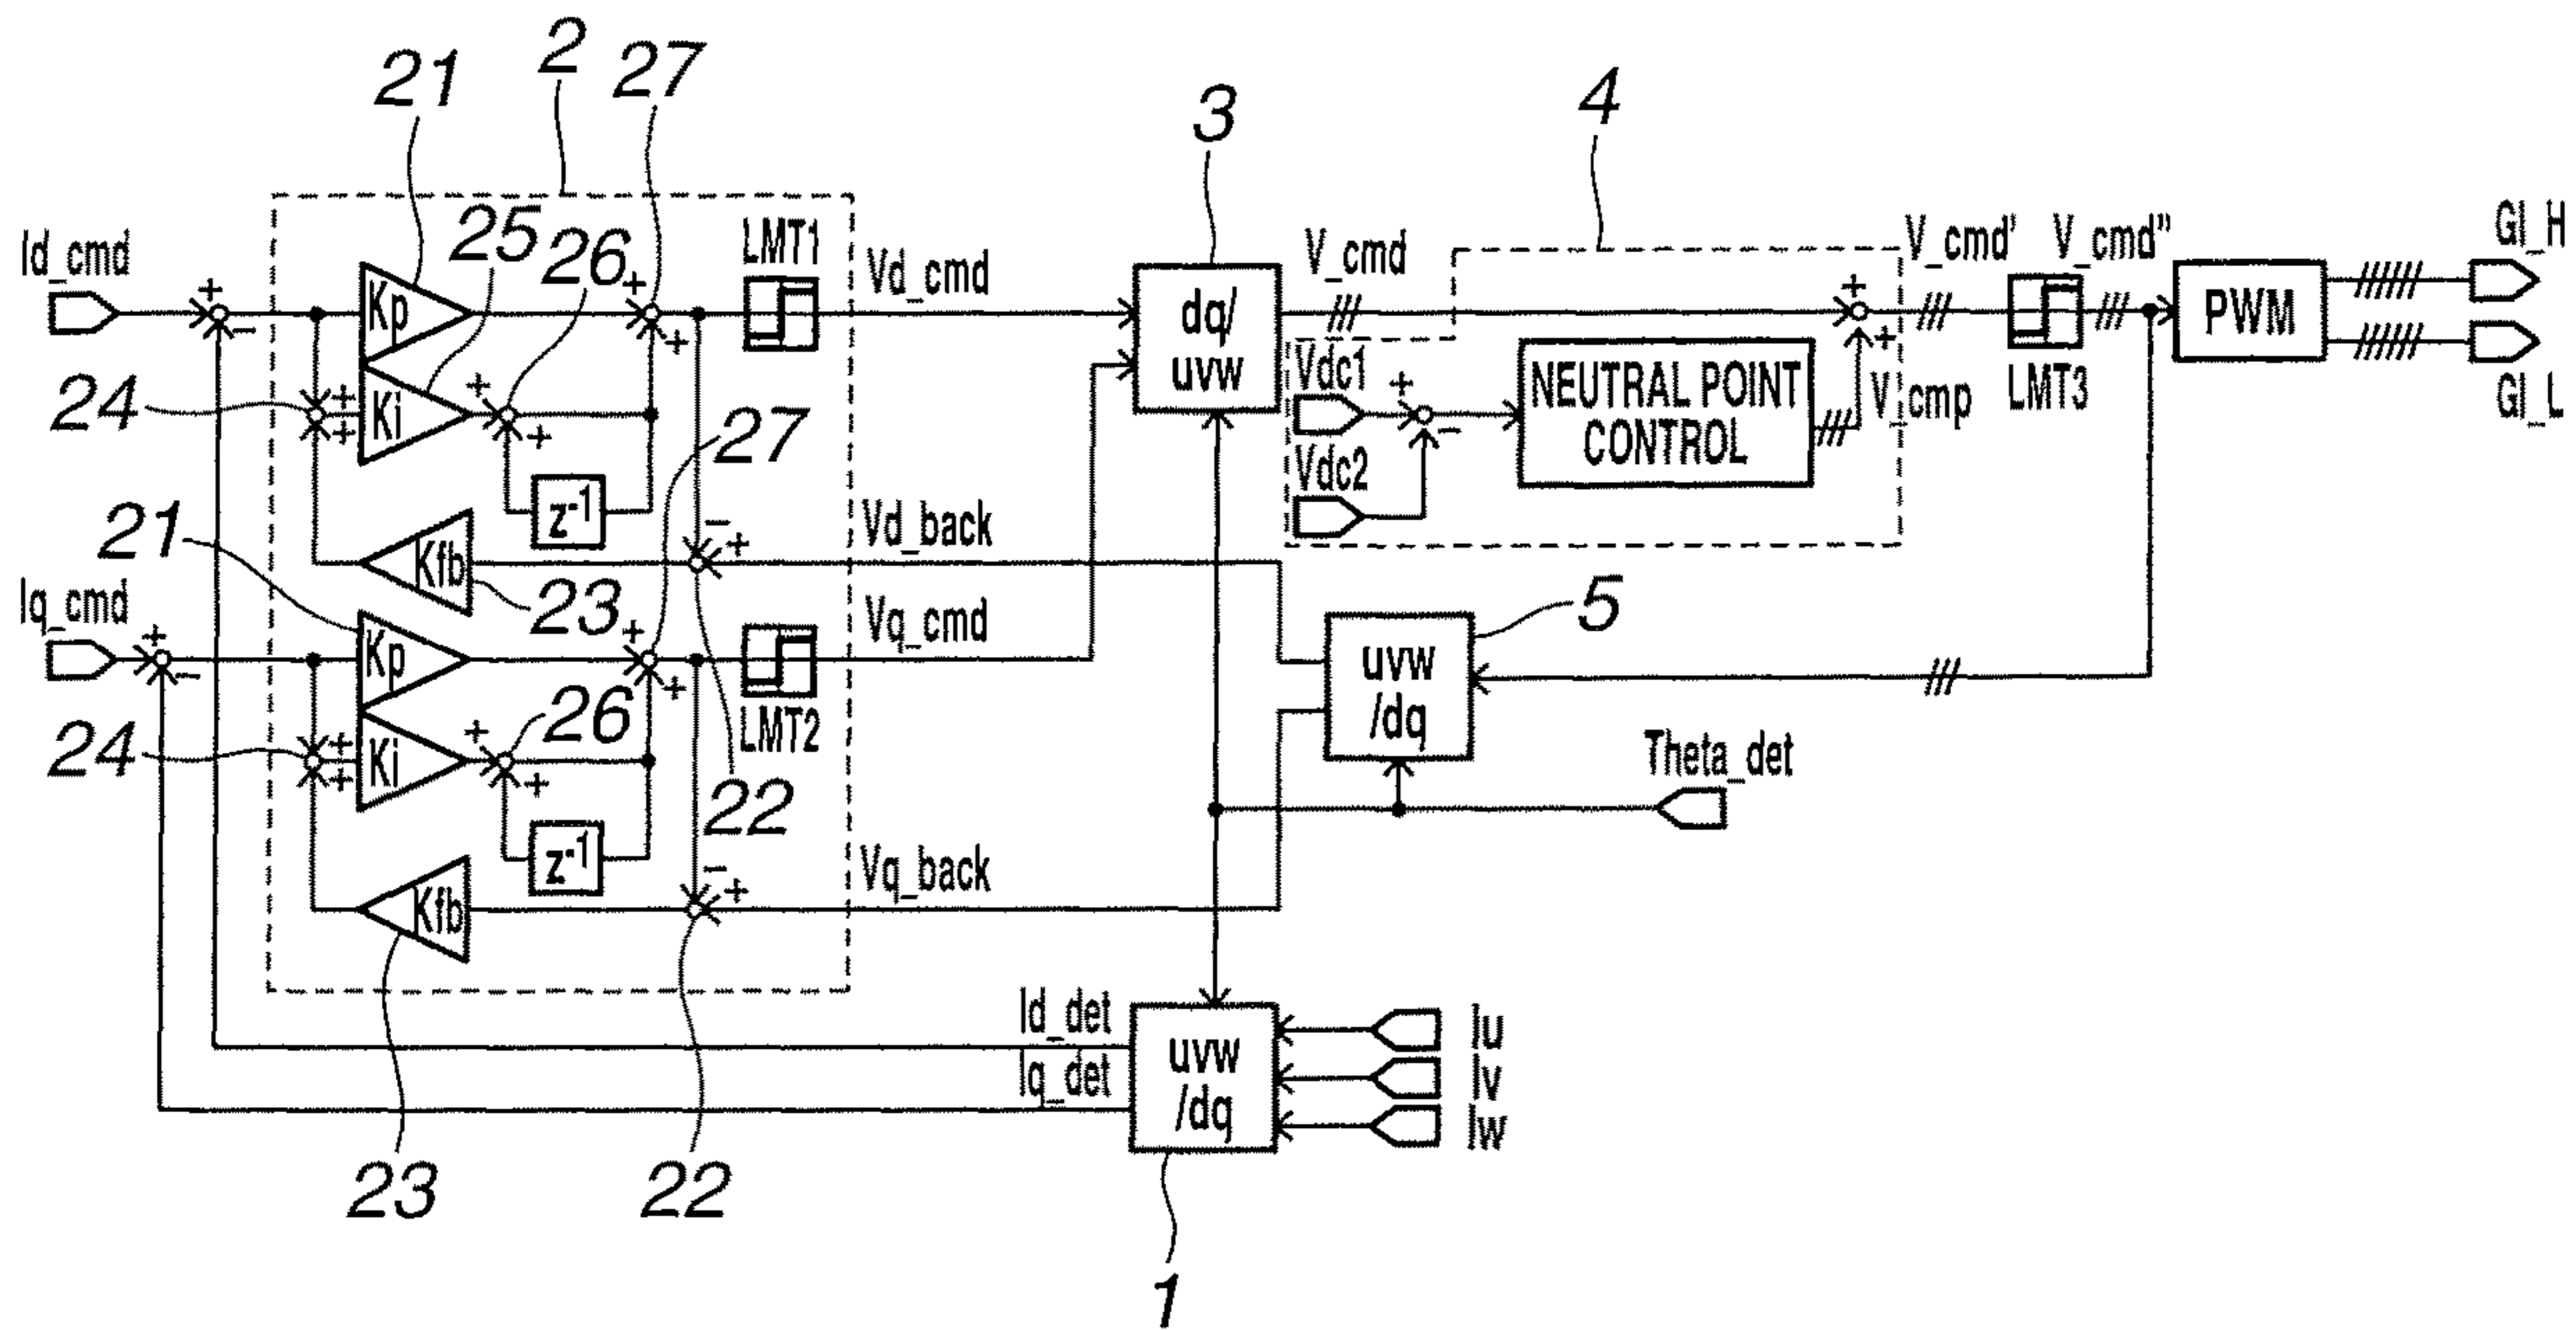 2
27
21
3
4
25
26
LMT1
Id_cmd
+
-
Kp
+
+
Vd_cmd
dq/
uvw
V_cmd
+
+
V_cmd'
V_cmd''
PWM
GI_H
GI_L
24
+
+
Ki
+
+
z-1
27
Vdc1
Vdc2
+
-
NEUTRAL POINT
CONTROL
V_cmp
LMT3
21
Kfb
23
-
+
Vd_back
Iq_cmd
+
-
Kp
+
+
Vq_cmd
LMT2
5
uvw
/dq
24
+
+
Ki
+
+
26
22
z-1
Theta_det
Kfb
-
+
Vq_back
Id_det
Iq_det
uvw
/dq
Iu
Iv
Iw
23
22
1